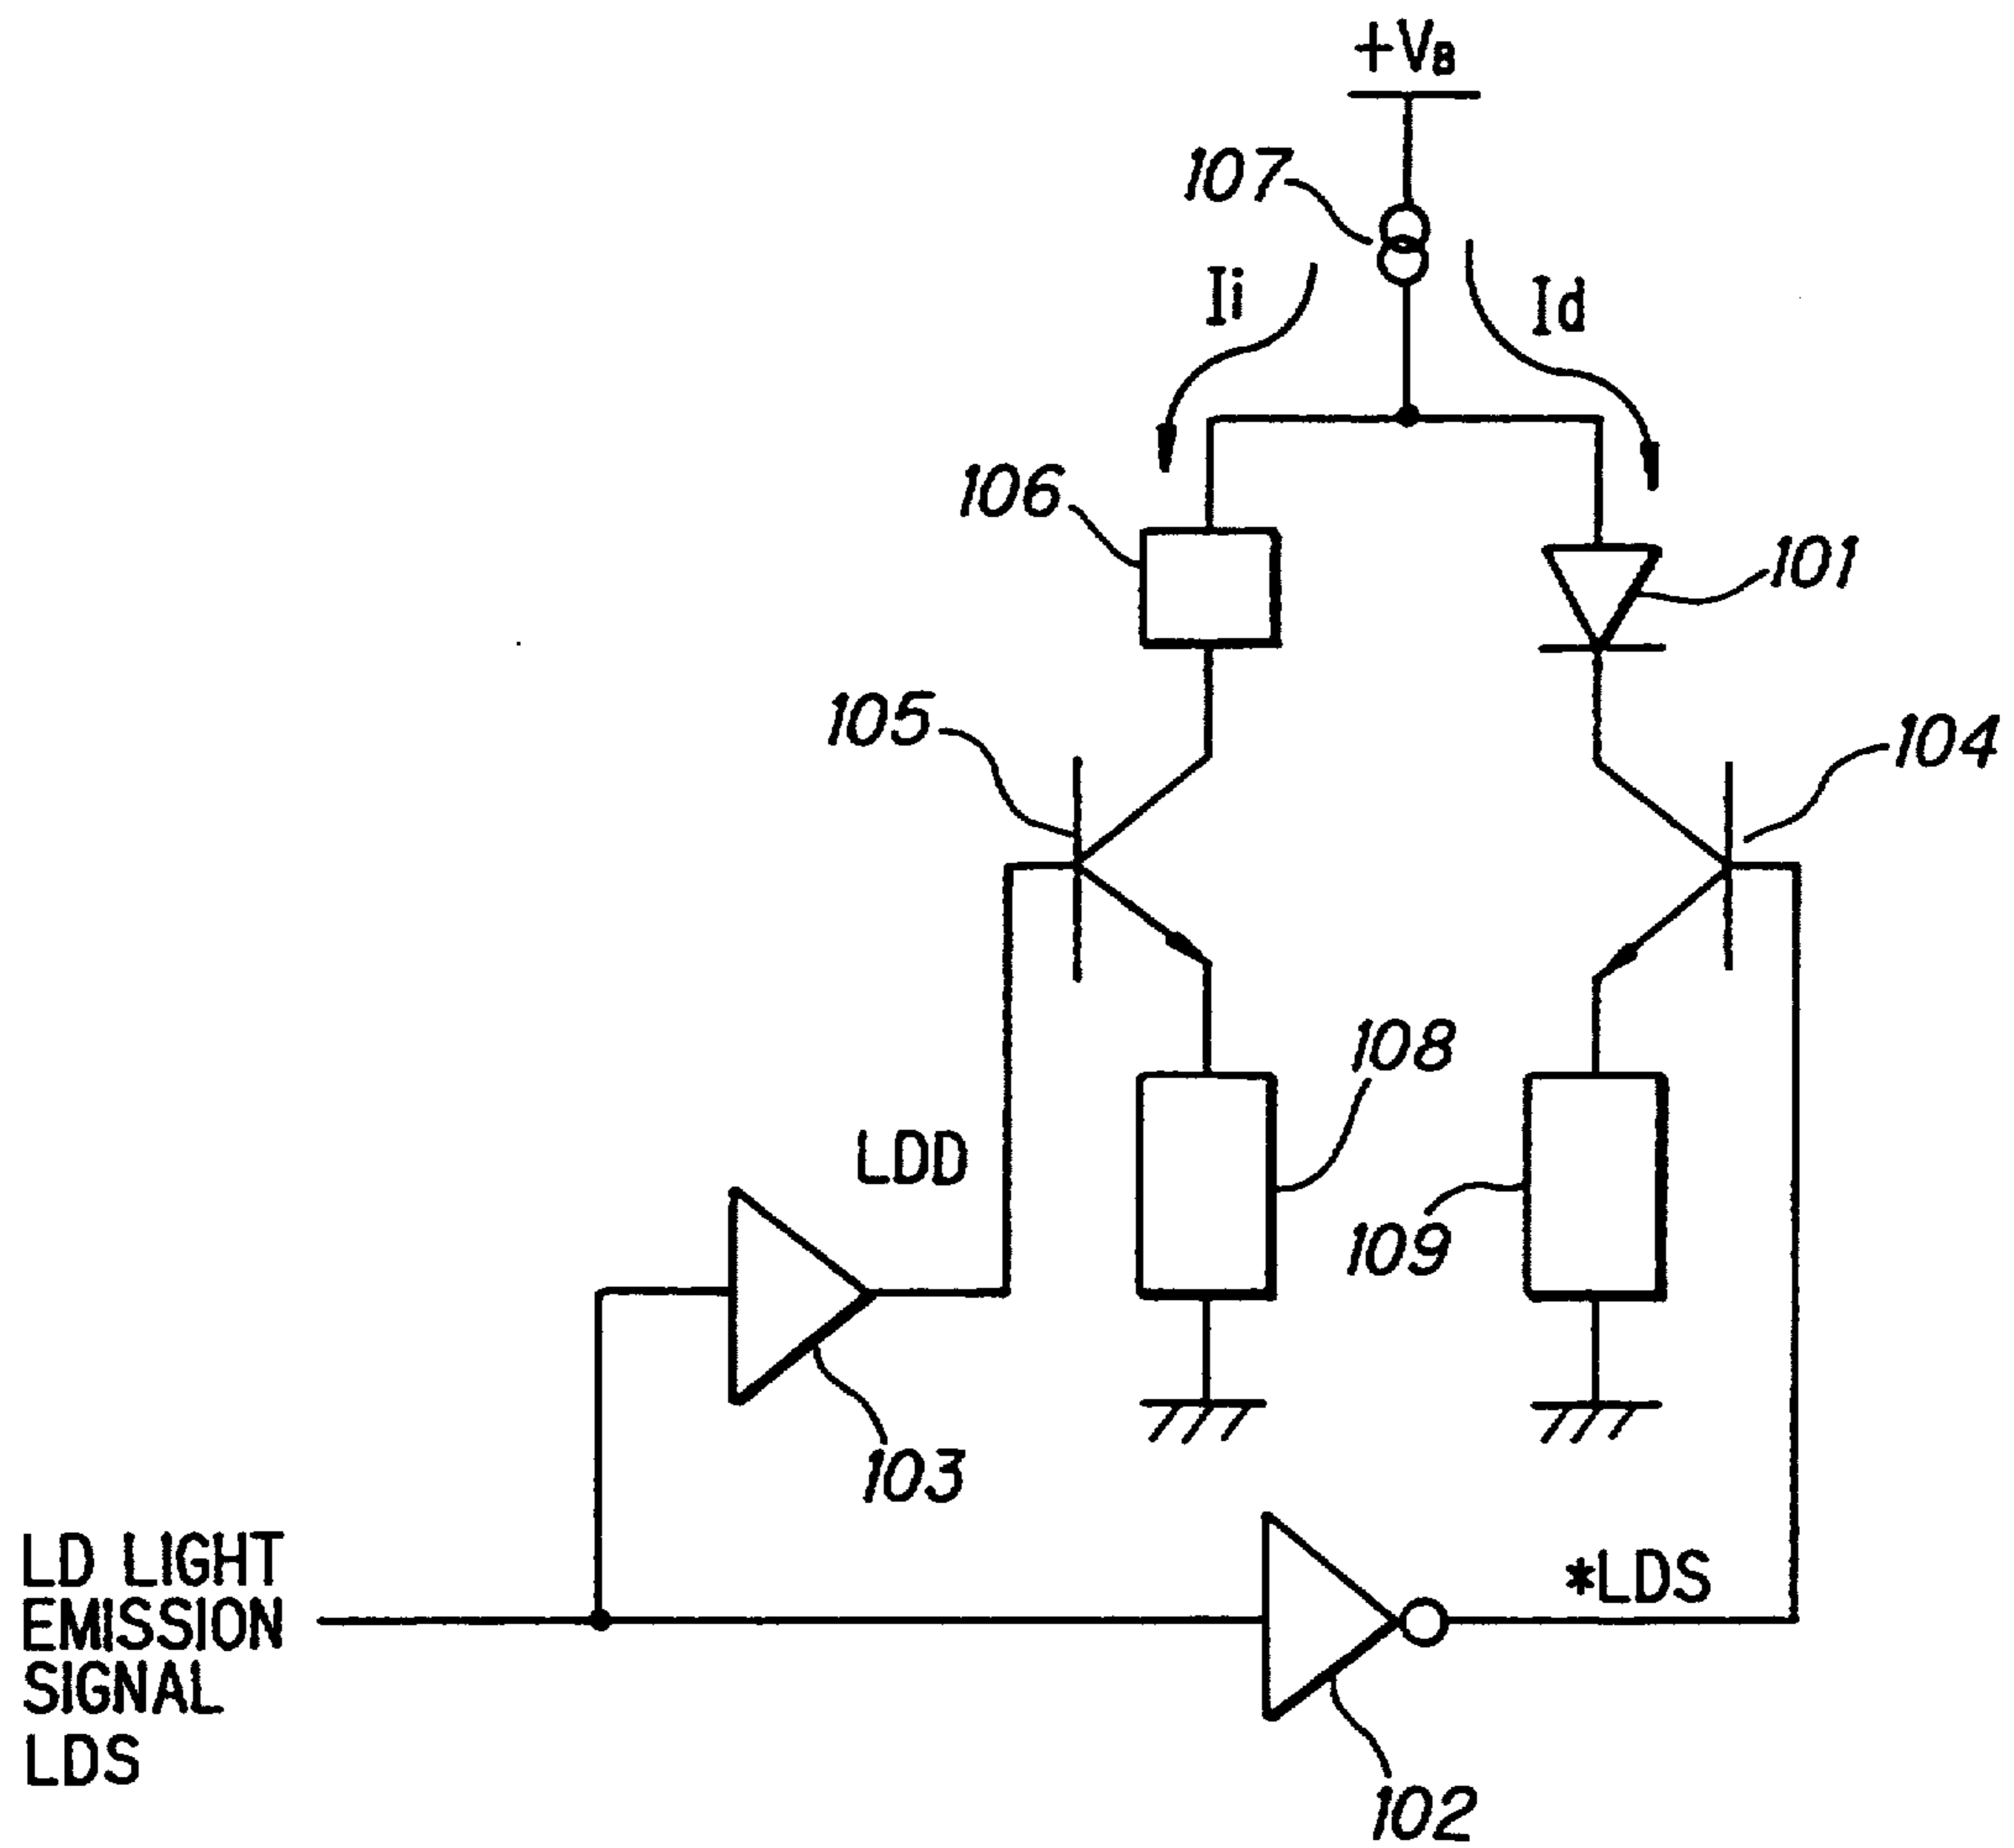 +VB
107
Ii
Id
106
101
105
104
108
LDD
109
103
LD LIGHT
EMISSION
SIGNAL
LDS
*LDS
102